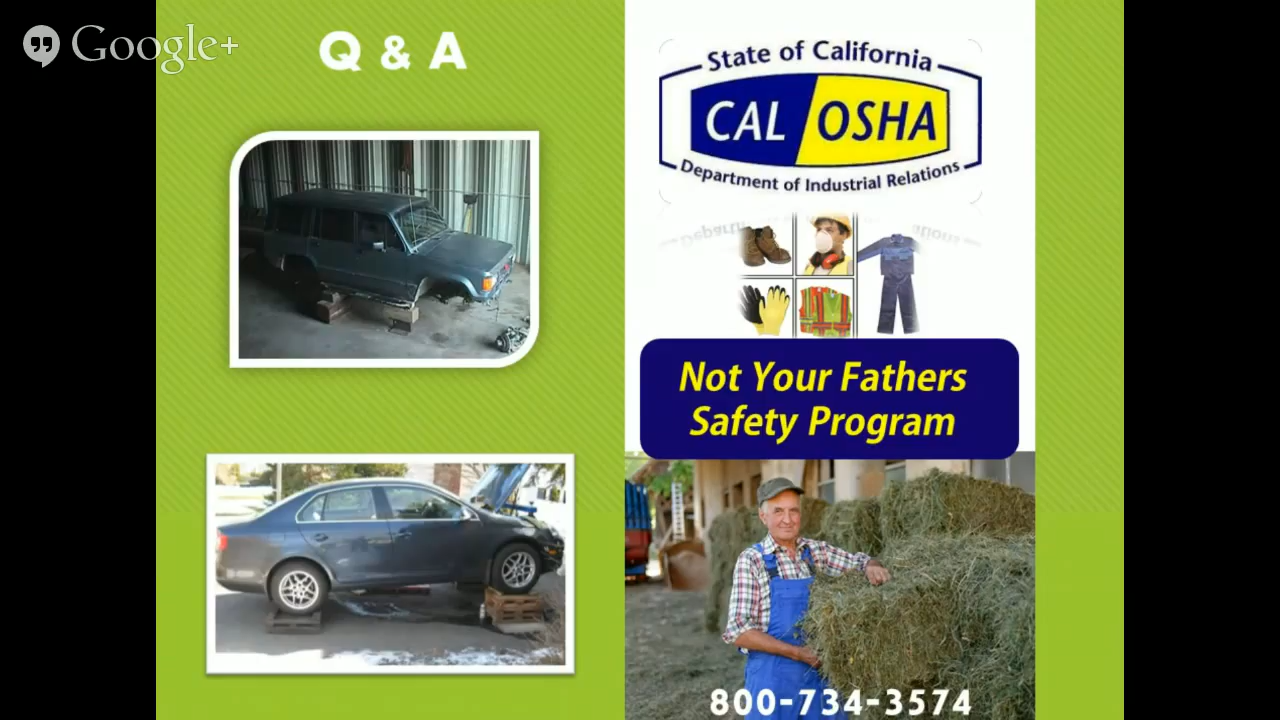 Google+
Q & A
State of California
CAL OSHA
Department of Industrial Relations
Not Your Fathers
Safety Program
800-734-3574